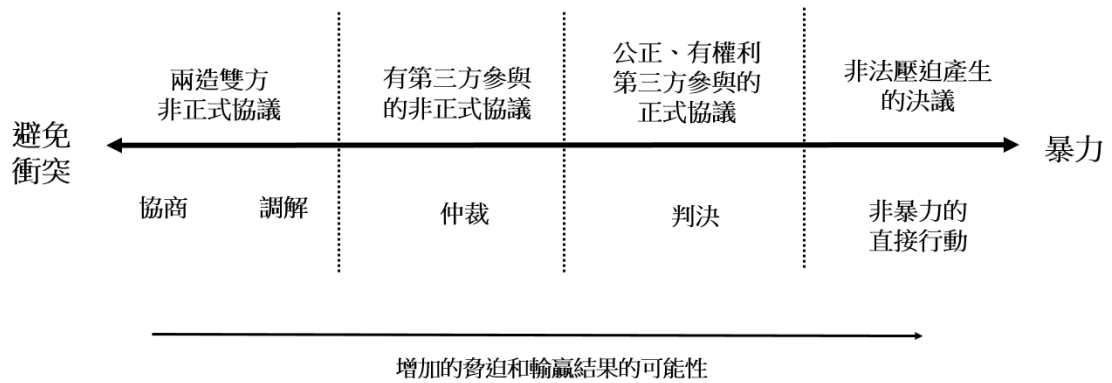 兩造雙方
非正式協議
有第三方參與
的非正式協議
公正、有權利
第三方參與的
正式協議
非法壓迫產生
的決議
避免
衝突
暴力
協商
調解
仲裁
判決
非暴力的
直接行動
增加的脅迫和輸贏結果的可能性